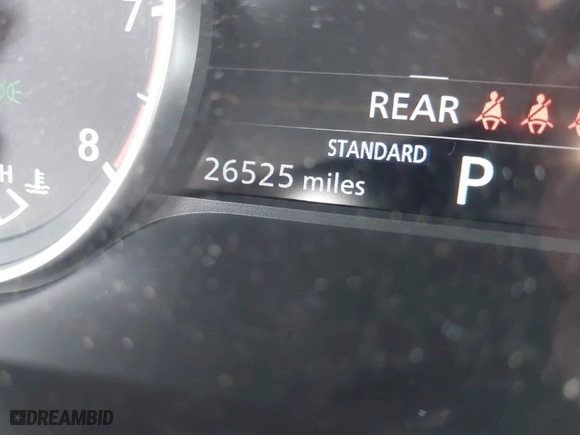 7
REAR
8
STANDARD
H
26525 miles
P
DREAMBID